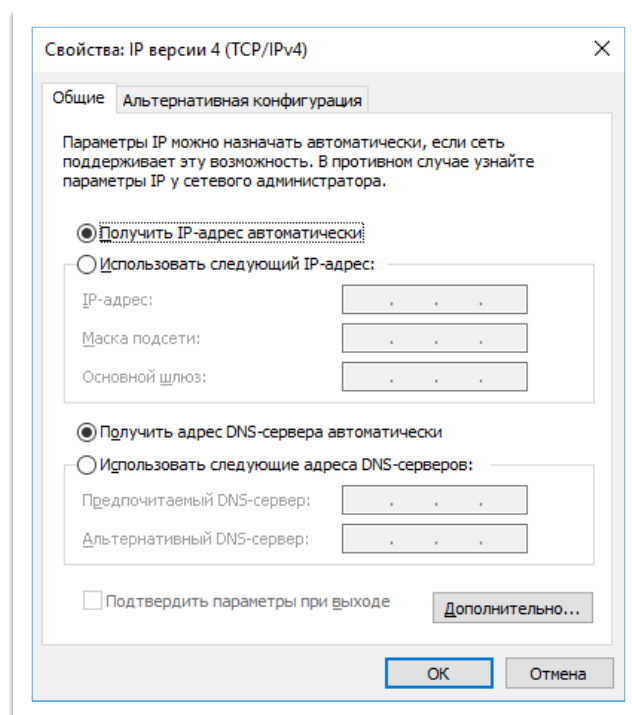 Свойства: IP версии 4 (TCP/IPv4)
Общие Альтернативная конфигурация
Параметры IP можно назначать автоматически, если сеть
поддерживает эту возможность. В противном случае узнайте
параметры IP у сетевого администратора.
Получить IP-адрес автоматически
Использовать следующий IP-адрес:
IP-адрес: . . .
Маска подсети: . . .
Основной шлюз: . . .
Получить адрес DNS-сервера автоматически
Использовать следующие адреса DNS-серверов:
Предпочитаемый DNS-сервер: . . .
Альтернативный DNS-сервер: . . .
Подтвердить параметры при выходе Дополнительно...
ОК Отмена